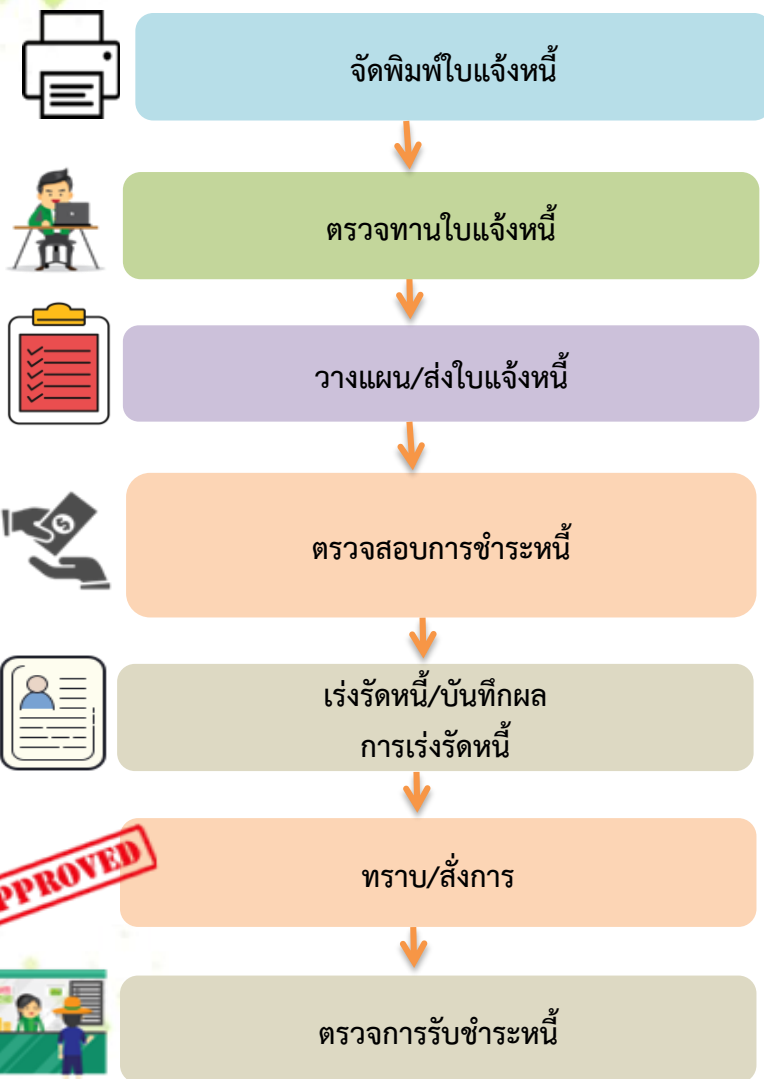 จัดพิมพ์ใบแจ้งหนี้
ตรวจทานใบแจ้งหนี้
วางแผน/ส่งใบแจ้งหนี้
ตรวจสอบการชำระหนี้
เร่งรัดหนี้/บันทึกผล
การเร่งรัดหนี้
PPROVED
ทราบ/สั่งการ
ตรวจการรับชำระหนี้